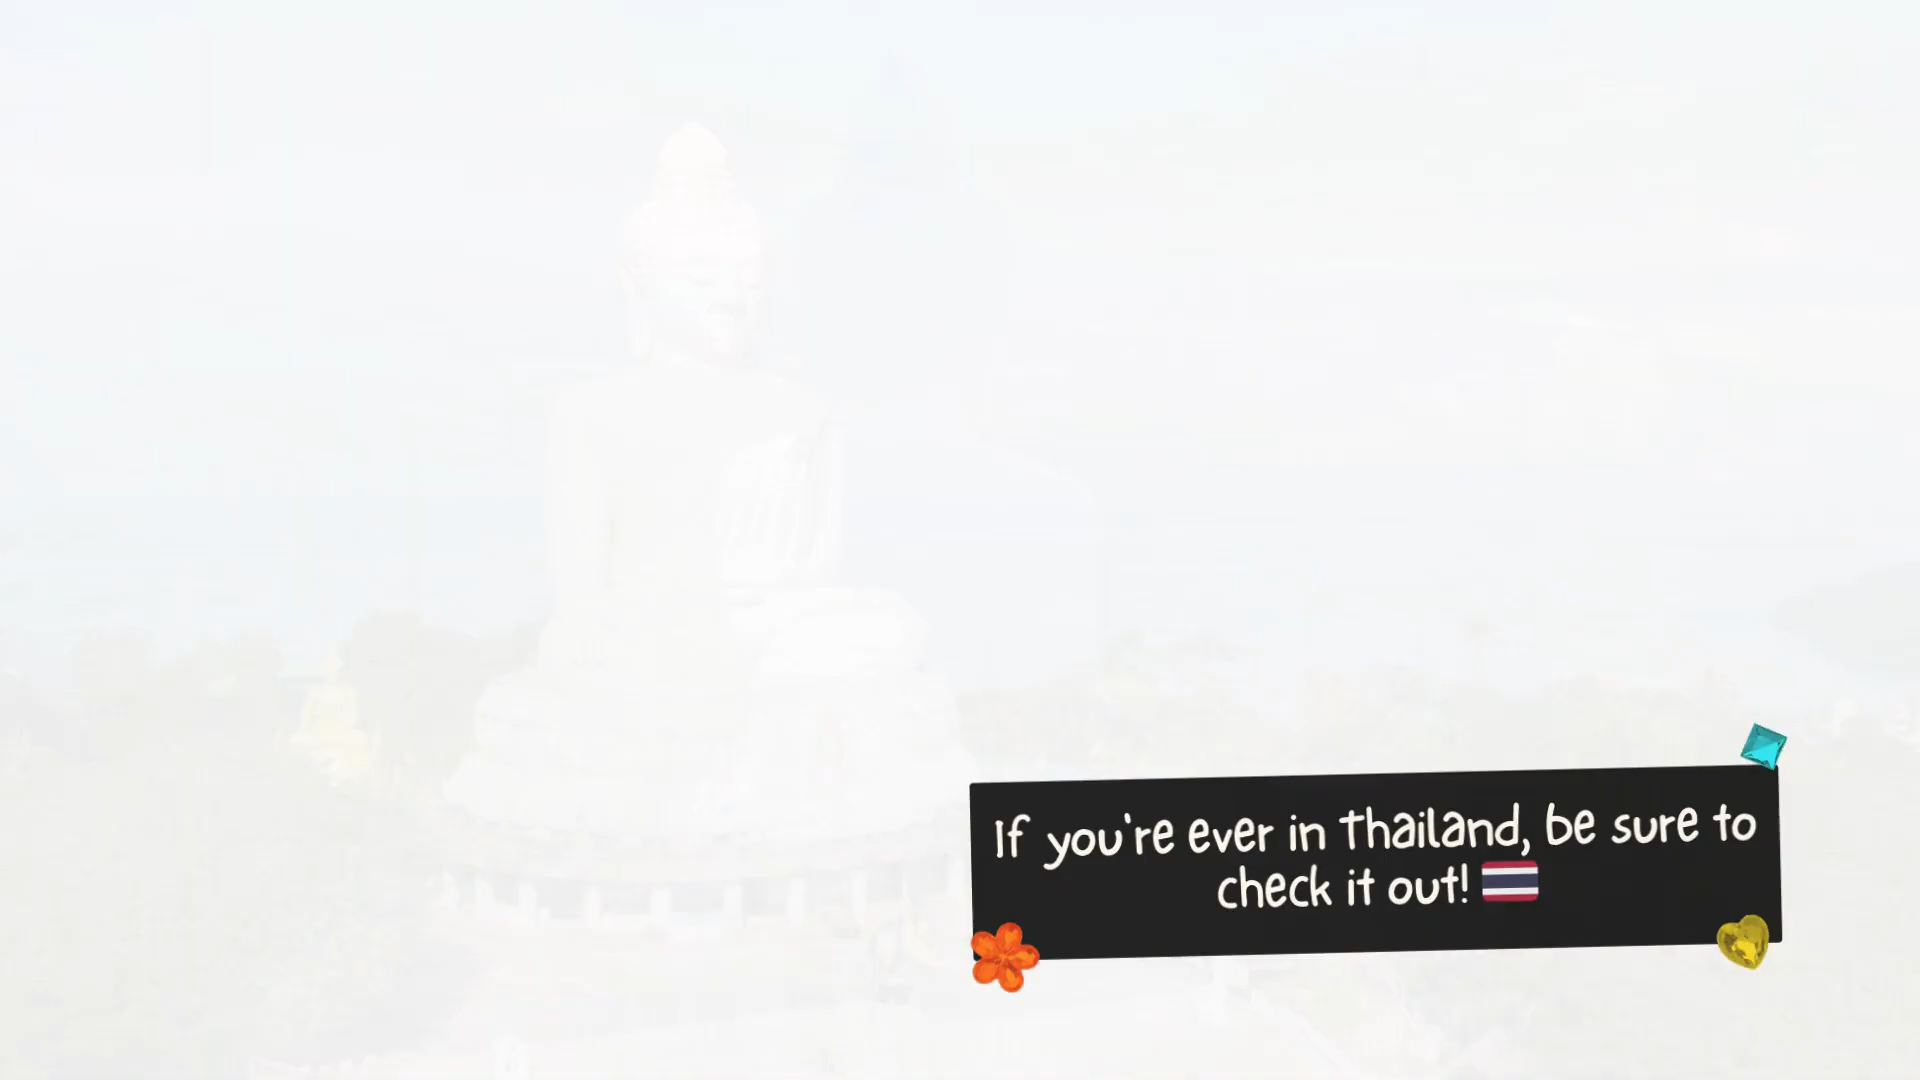 If you're ever in Thailand, be sure to
check it out! 🇹🇭